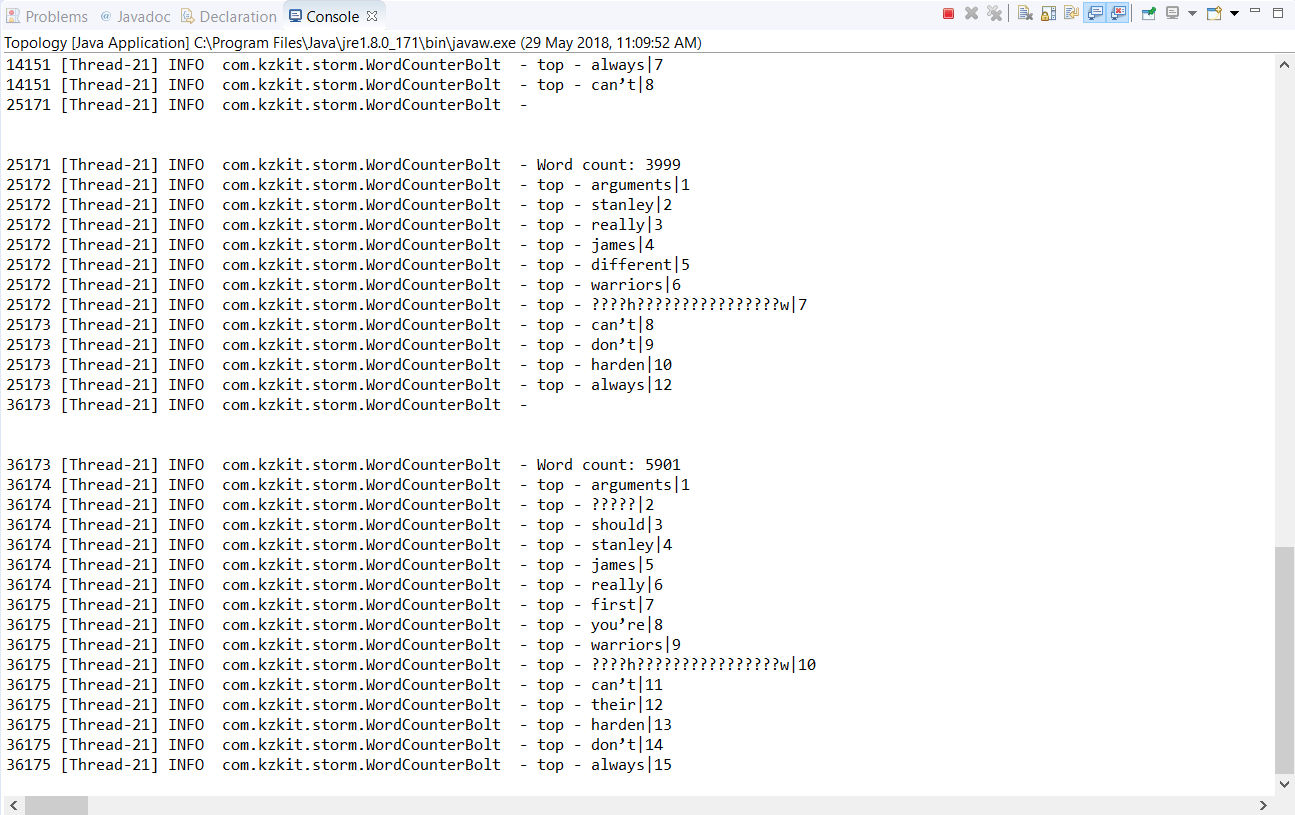 Problems @ Javadoc Declaration Console
Topology [Java Application] C:\Program Files\Java\jre1.8.0_171\bin\javaw.exe (29 May 2018, 11:09:52 AM)
14151 [Thread-21] INFO  com.kzkit.storm.WordCounterBolt  - top - always|7
14151 [Thread-21] INFO  com.kzkit.storm.WordCounterBolt  - top - can’t|8
25171 [Thread-21] INFO  com.kzkit.storm.WordCounterBolt  -
25171 [Thread-21] INFO  com.kzkit.storm.WordCounterBolt  - Word count: 3999
25172 [Thread-21] INFO  com.kzkit.storm.WordCounterBolt  - top - arguments|1
25172 [Thread-21] INFO  com.kzkit.storm.WordCounterBolt  - top - stanley|2
25172 [Thread-21] INFO  com.kzkit.storm.WordCounterBolt  - top - really|3
25172 [Thread-21] INFO  com.kzkit.storm.WordCounterBolt  - top - james|4
25172 [Thread-21] INFO  com.kzkit.storm.WordCounterBolt  - top - different|5
25172 [Thread-21] INFO  com.kzkit.storm.WordCounterBolt  - top - warriors|6
25172 [Thread-21] INFO  com.kzkit.storm.WordCounterBolt  - top - ????h????????????????w|7
25173 [Thread-21] INFO  com.kzkit.storm.WordCounterBolt  - top - can’t|8
25173 [Thread-21] INFO  com.kzkit.storm.WordCounterBolt  - top - don’t|9
25173 [Thread-21] INFO  com.kzkit.storm.WordCounterBolt  - top - harden|10
25173 [Thread-21] INFO  com.kzkit.storm.WordCounterBolt  - top - always|12
36173 [Thread-21] INFO  com.kzkit.storm.WordCounterBolt  -
36173 [Thread-21] INFO  com.kzkit.storm.WordCounterBolt  - Word count: 5901
36174 [Thread-21] INFO  com.kzkit.storm.WordCounterBolt  - top - arguments|1
36174 [Thread-21] INFO  com.kzkit.storm.WordCounterBolt  - top - ?????|2
36174 [Thread-21] INFO  com.kzkit.storm.WordCounterBolt  - top - should|3
36174 [Thread-21] INFO  com.kzkit.storm.WordCounterBolt  - top - stanley|4
36174 [Thread-21] INFO  com.kzkit.storm.WordCounterBolt  - top - james|5
36174 [Thread-21] INFO  com.kzkit.storm.WordCounterBolt  - top - really|6
36175 [Thread-21] INFO  com.kzkit.storm.WordCounterBolt  - top - first|7
36175 [Thread-21] INFO  com.kzkit.storm.WordCounterBolt  - top - you’re|8
36175 [Thread-21] INFO  com.kzkit.storm.WordCounterBolt  - top - warriors|9
36175 [Thread-21] INFO  com.kzkit.storm.WordCounterBolt  - top - ????h????????????????w|10
36175 [Thread-21] INFO  com.kzkit.storm.WordCounterBolt  - top - can’t|11
36175 [Thread-21] INFO  com.kzkit.storm.WordCounterBolt  - top - their|12
36175 [Thread-21] INFO  com.kzkit.storm.WordCounterBolt  - top - harden|13
36175 [Thread-21] INFO  com.kzkit.storm.WordCounterBolt  - top - don’t|14
36175 [Thread-21] INFO  com.kzkit.storm.WordCounterBolt  - top - always|15